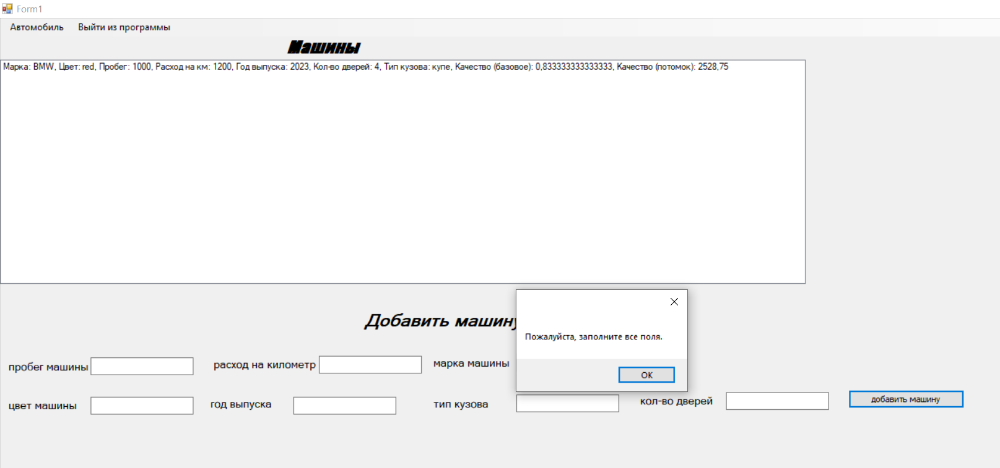 Form1
Автомобиль Выйти из программы
Машины
Марка: BMW, Цвет: red, Пробег: 1000, Расход на км: 1200, Год выпуска: 2023, Кол-во дверей: 4, Тип кузова: купе, Качество (базовое): 0,833333333333333, Качество (потомок): 2528,75
Добавить машину
Пожалуйста, заполните все поля.
OK
пробег машины расход на километр марка машины
цвет машины год выпуска тип кузова кол-во дверей добавить машину